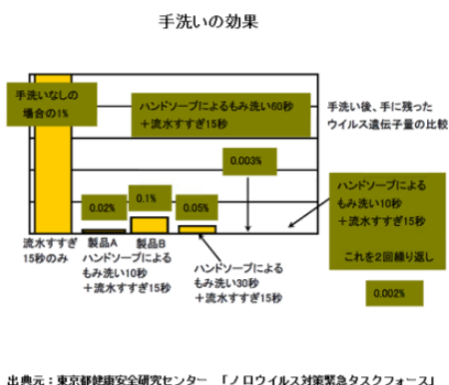 手洗いの効果
手洗いなしの
場合の1%
ハンドソープによるもみ洗い60秒
+流水すすぎ15秒
手洗い後、手に残った
ウイルス遺伝子量の比較
0.003%
0.02%
0.1%
0.05%
ハンドソープによる
もみ洗い10秒
+流水すすぎ15秒
これを2回繰り返し
0.002%
流水すすぎ
15秒のみ
製品A 製品B
ハンドソープによる
もみ洗い10秒
+流水すすぎ15秒
ハンドソープによる
もみ洗い30秒
+流水すすぎ15秒
出典元:東京都健康安全研究センター 「ノロウイルス対策緊急タスクフォース」